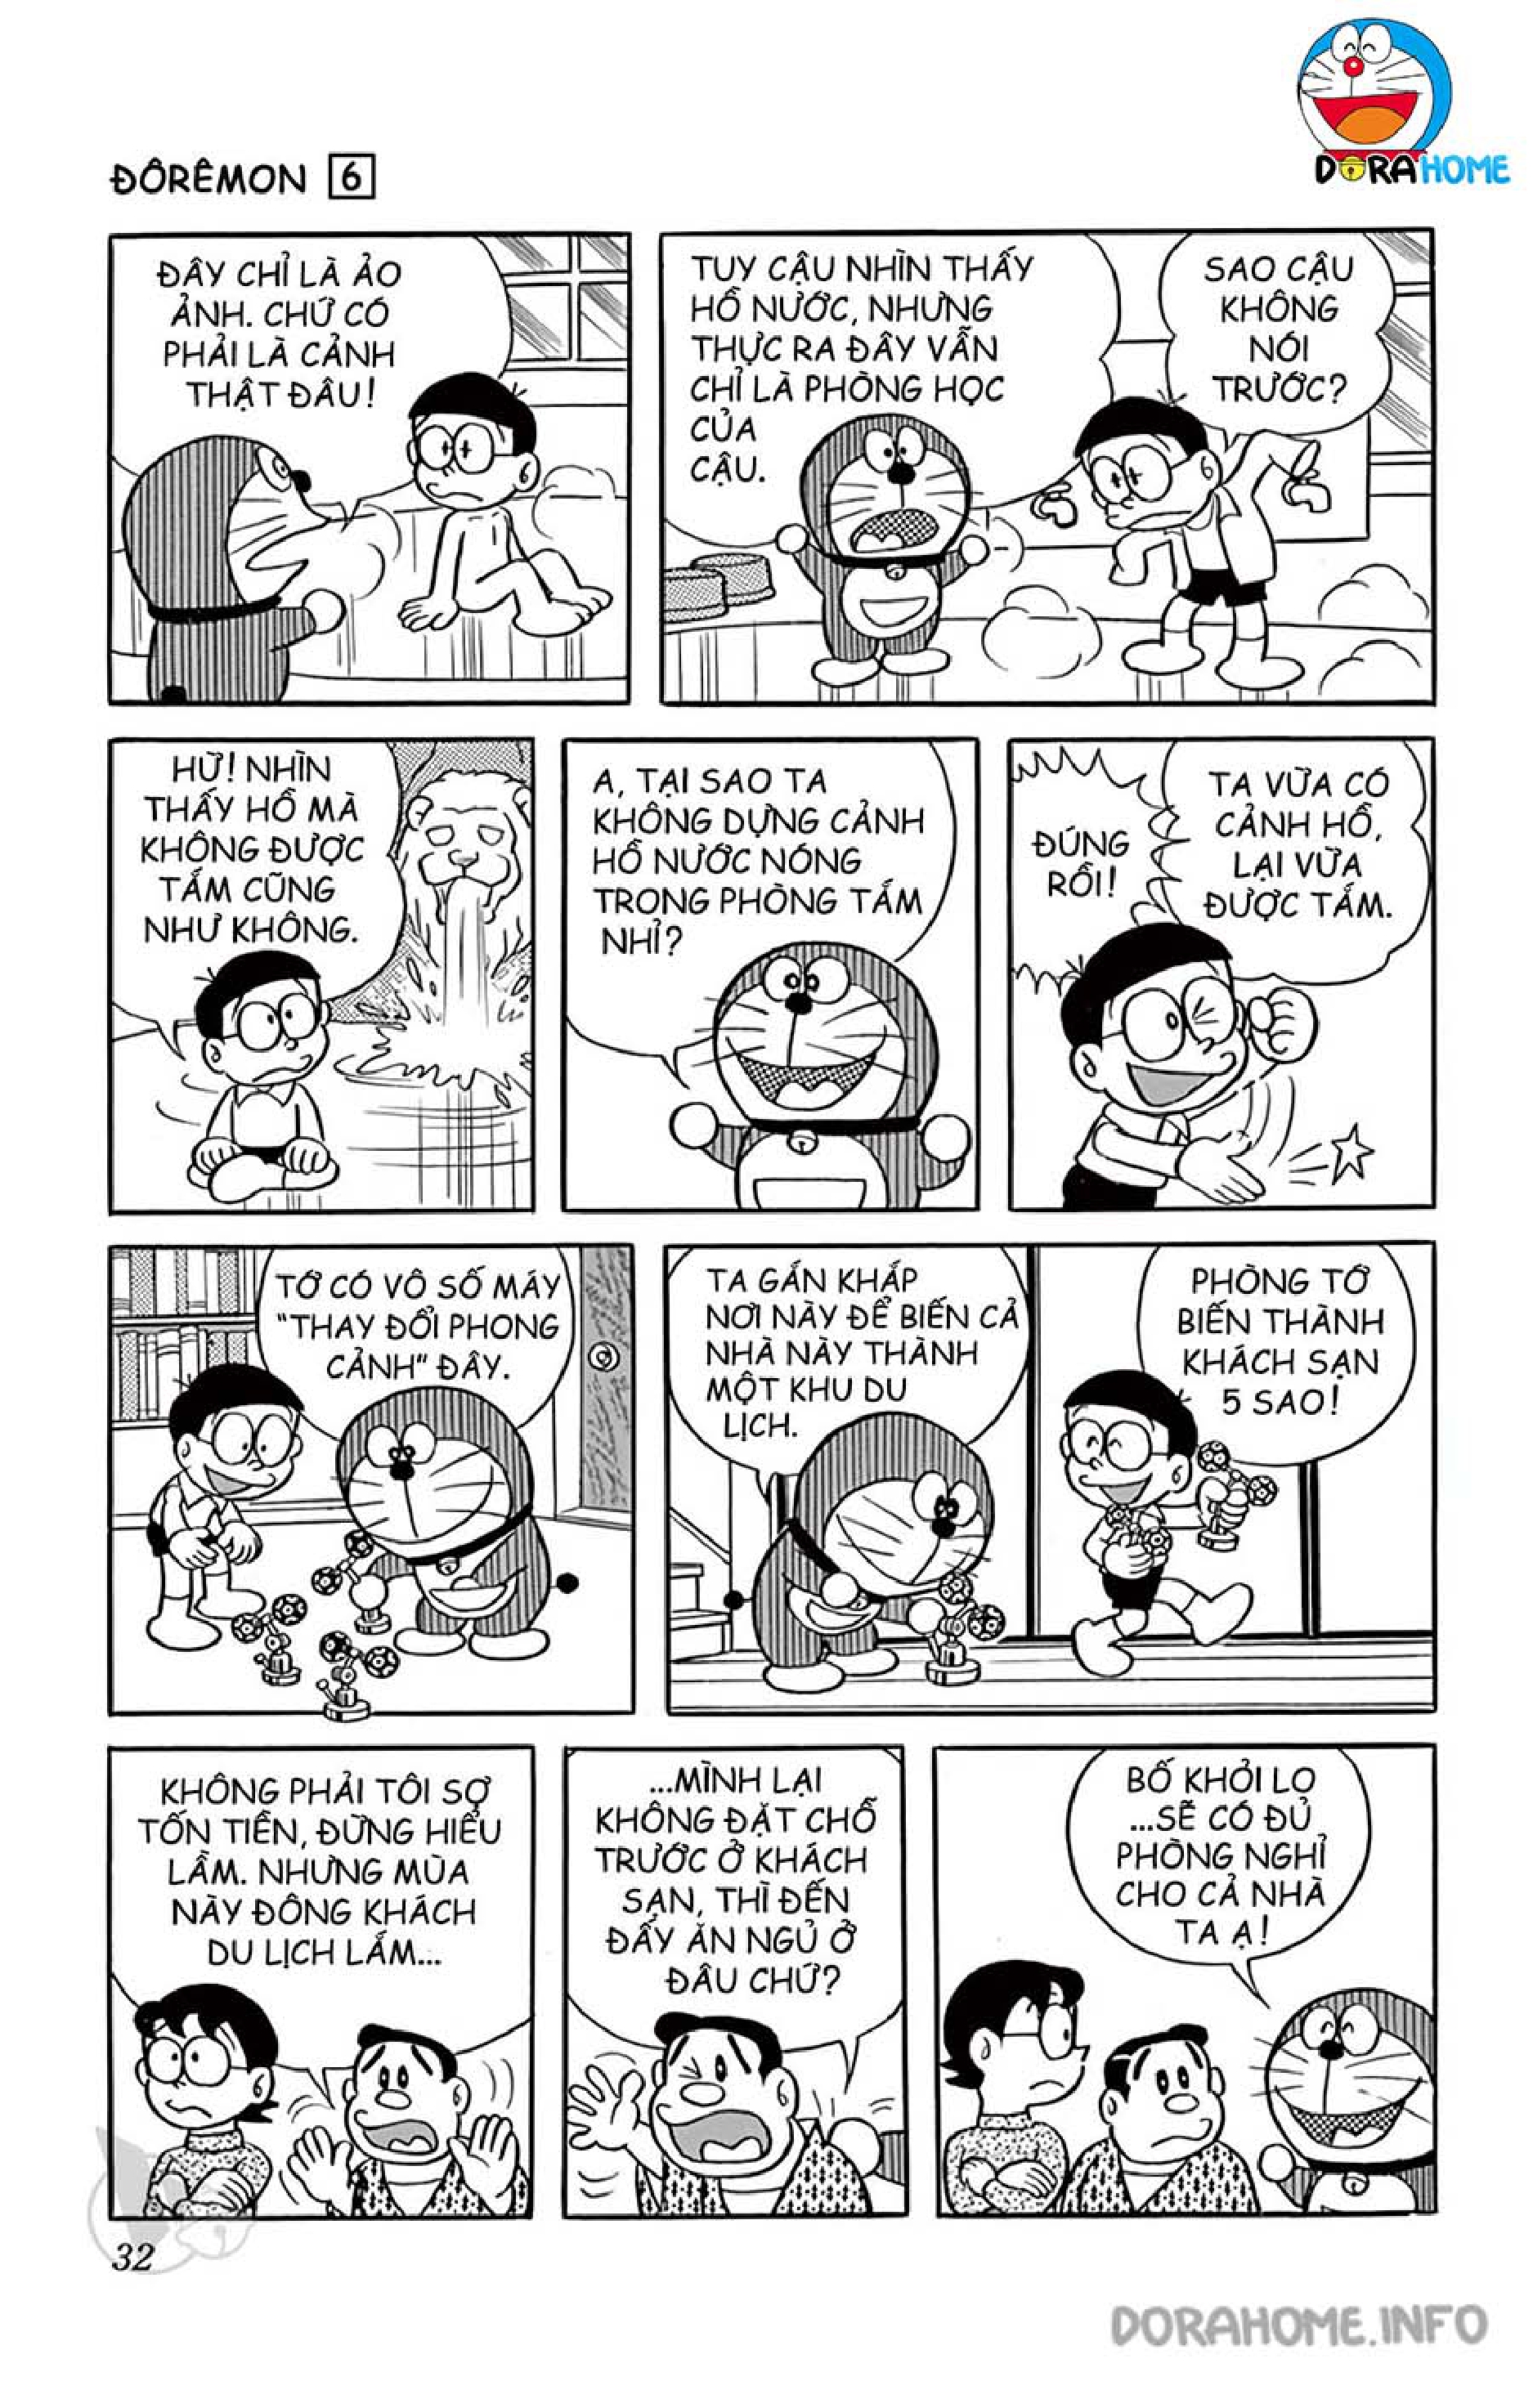 DORAHOME
ĐÔRÊMON 6
ĐÂY CHỈ LÀ ẢO
ẢNH. CHỨ CÓ
PHẢI LÀ CẢNH
THẬT ĐÂU!
TUY CẬU NHÌN THẤY
HỒ NƯỚC, NHƯNG
THỰC RA ĐÂY VẪN
CHỈ LÀ PHÒNG HỌC
CỦA
CẬU.
SAO CẬU
KHÔNG
NÓI
TRƯỚC?
HỪ! NHÌN
THẤY HỒ MÀ
KHÔNG ĐƯỢC
TẮM CŨNG
NHƯ KHÔNG.
A, TẠI SAO TA
KHÔNG DỰNG CẢNH
HỒ NƯỚC NÓNG
TRONG PHÒNG TẮM
NHỈ?
ĐÚNG
RỒI!
TA VỪA CÓ
CẢNH HỒ,
LẠI VỪA
ĐƯỢC TẮM.
TỚ CÓ VÔ SỐ MÁY
"THAY ĐỔI PHONG
CẢNH" ĐÂY.
TA GẮN KHẮP
NƠI NÀY ĐỂ BIẾN CẢ
NHÀ NÀY THÀNH
MỘT KHU DU
LỊCH.
PHÒNG TỚ
BIẾN THÀNH
KHÁCH SẠN
5 SAO!
KHÔNG PHẢI TÔI SỢ
TỐN TIỀN, ĐỪNG HIỂU
LẦM. NHƯNG MÙA
NÀY ĐÔNG KHÁCH
DU LỊCH LẮM...
...MÌNH LẠI
KHÔNG ĐẶT CHỖ
TRƯỚC Ở KHÁCH
SẠN, THÌ ĐẾN
ĐẤY ĂN NGỦ Ở
ĐÂU CHỨ?
BỐ KHỎI LO
...SẼ CÓ ĐỦ
PHÒNG NGHỈ
CHO CẢ NHÀ
TA Ạ!
32
DORAHOME.INFO